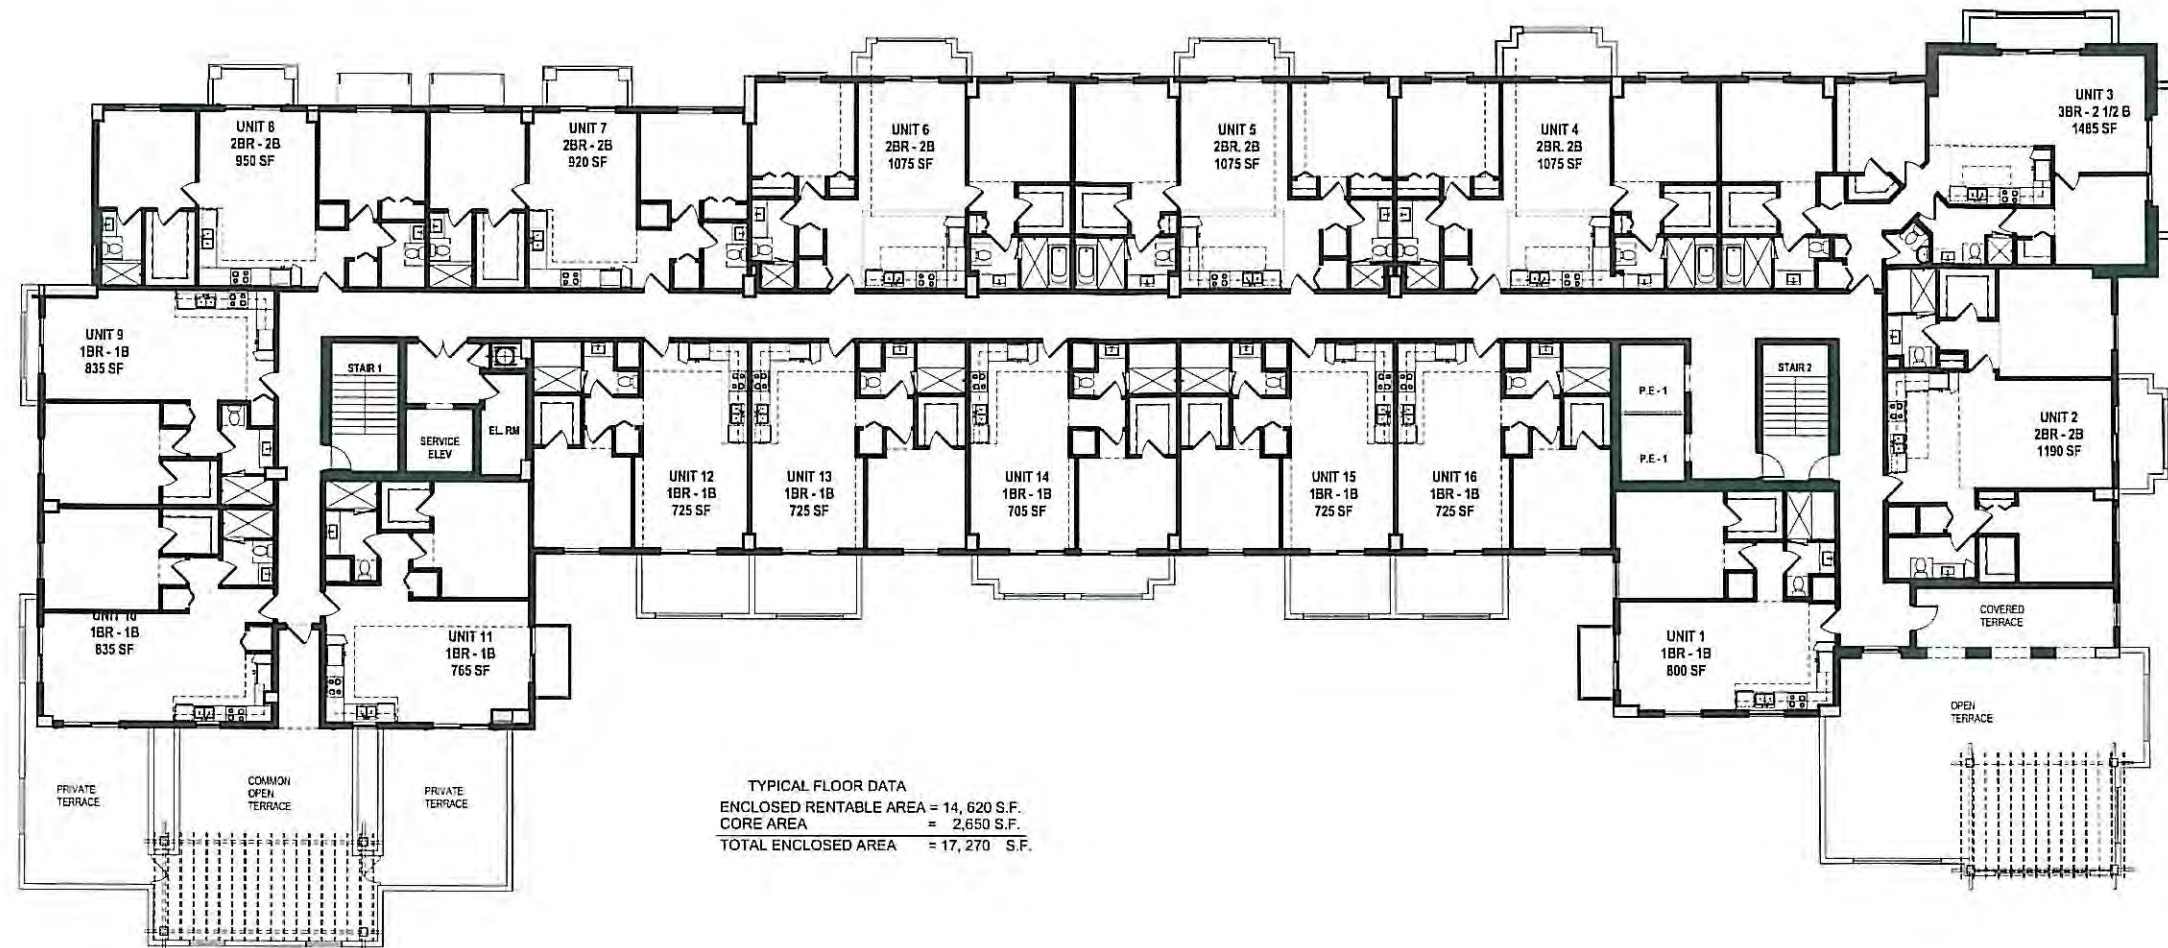 UNIT 8
2BR - 2B
950 SF
UNIT 7
2BR - 2B
920 SF
UNIT 6
2BR - 2B
1075 SF
UNIT 5
2BR. 2B
1075 SF
UNIT 4
2BR. 2B
1075 SF
UNIT 3
3BR - 2 1/2 B
1485 SF
UNIT 9
1BR - 1B
835 SF
STAIR 1
SERVICE
ELEV
EL. RM
UNIT 12
1BR - 1B
725 SF
UNIT 13
1BR - 1B
725 SF
UNIT 14
1BR - 1B
705 SF
UNIT 15
1BR - 1B
725 SF
UNIT 16
1BR - 1B
725 SF
P.E - 1
P.E - 1
STAIR 2
UNIT 2
2BR - 2B
1190 SF
UNIT 10
1BR - 1B
835 SF
UNIT 11
1BR - 1B
765 SF
UNIT 1
1BR - 1B
800 SF
COVERED
TERRACE
OPEN
TERRACE
PRIVATE
TERRACE
COMMON
OPEN
TERRACE
PRIVATE
TERRACE
TYPICAL FLOOR DATA
ENCLOSED RENTABLE AREA = 14, 620 S.F.
CORE AREA = 2,650 S.F.
TOTAL ENCLOSED AREA = 17, 270 S.F.